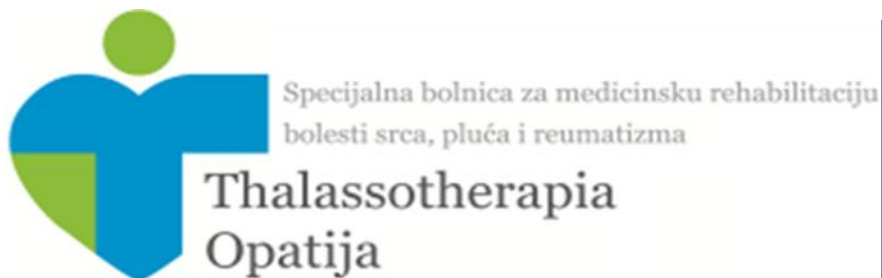 Specijalna bolnica za medicinsku rehabilitaciju
bolesti srca, pluća i reumatizma
Thalassotherapia
Opatija